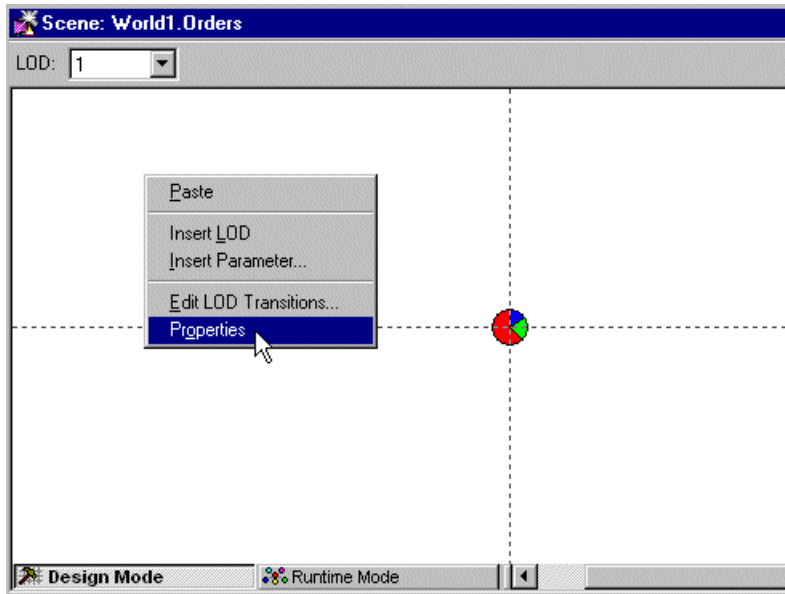 Scene: World1.Orders
LOD: 1
Paste
Insert LOD
Insert Parameter...
Edit LOD Transitions...
Properties
Design Mode Runtime Mode